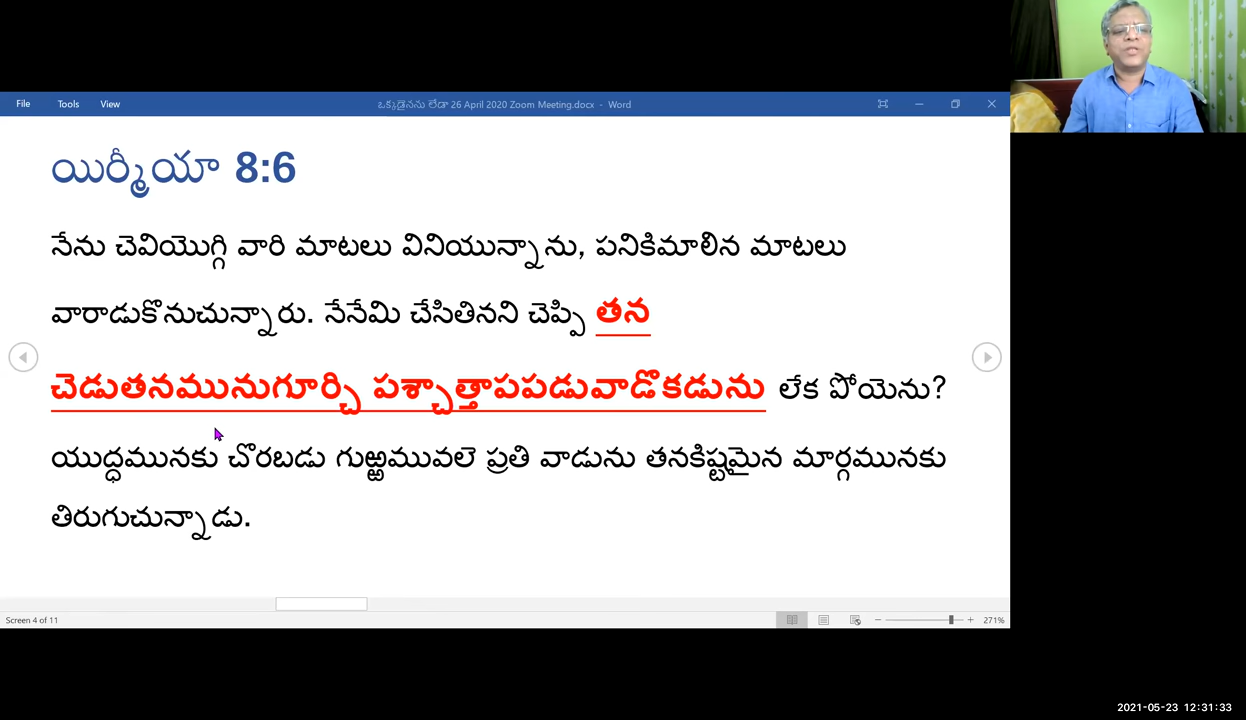 File Tools View ఒక్కడైనను లేడా 26 April 2020 Zoom Meeting.docx - Word
యిర్మీయా 8:6
నేను చెవియొగ్గి వారి మాటలు వినియున్నాను, పనికిమాలిన మాటలు
వారాడుకొనుచున్నారు. నేనేమి చేసితినని చెప్పి తన
చెడుతనమునుగూర్చి పశ్చాత్తాపపడువాడొకడును లేక పోయెను?
యుద్ధమునకు చొరబడు గుఱ్ఱమువలె ప్రతి వాడును తనకిష్టమైన మార్గమునకు
తిరుగుచున్నాడు.
Screen 4 of 11 271%
2021-05-23 12:31:33